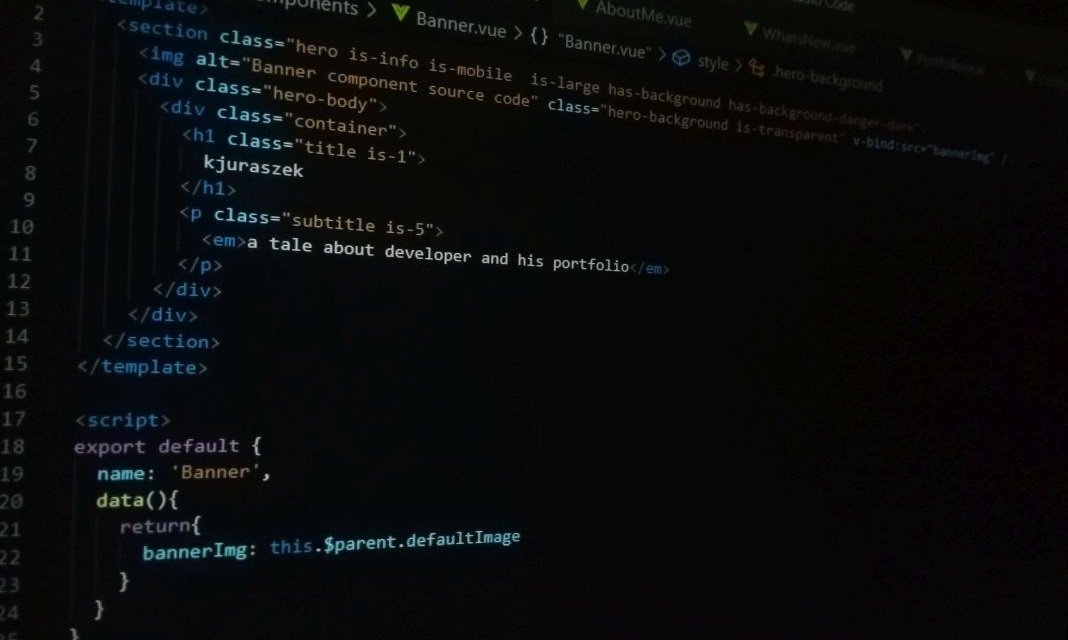 Code
components > Banner.vue > {} "Banner.vue" > style > .hero-background
AboutMe.vue
WhatsNew.vue
template>
2 <section class="hero is-info is-mobile  is-large has-background has-background-danger-dark"
3 <img alt="Banner component source code" class="hero-background is-transparent" v-bind:src="bannerImg" /
4 <div class="hero-body">
5 <div class="container">
6 <h1 class="title is-1">
7 kjuraszek
8 </h1>
9 <p class="subtitle is-5">
10 <em>a tale about developer and his portfolio</em>
11 </p>
12 </div>
13 </div>
14 </section>
15 </template>
16
17 <script>
18 export default {
19 name: 'Banner',
20 data(){
21 return{
22 bannerImg: this.$parent.defaultImage
23 }
24 }
}